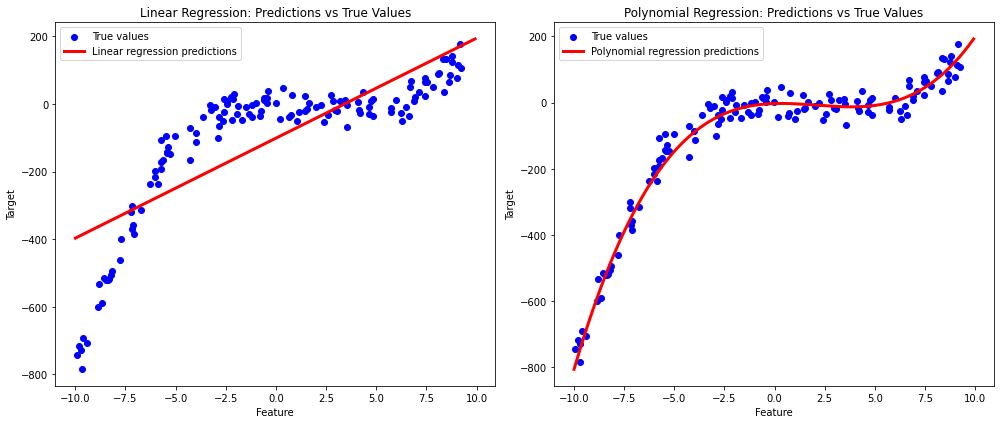 Linear Regression: Predictions vs True Values
True values
Linear regression predictions
200
0
−200
−400
−600
−800
Target
−10.0 −7.5 −5.0 −2.5 0.0 2.5 5.0 7.5 10.0
Feature
Polynomial Regression: Predictions vs True Values
True values
Polynomial regression predictions
200
0
−200
−400
−600
−800
Target
−10.0 −7.5 −5.0 −2.5 0.0 2.5 5.0 7.5 10.0
Feature